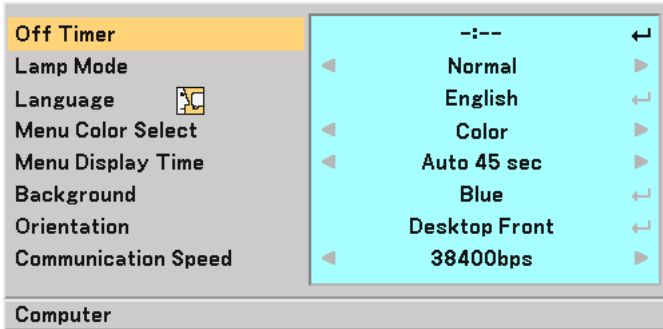 Off Timer -:-- ↵
Lamp Mode ◀ Normal ▶
Language English ↵
Menu Color Select ◀ Color ▶
Menu Display Time ◀ Auto 45 sec ▶
Background Blue ↵
Orientation Desktop Front ↵
Communication Speed ◀ 38400bps ▶
Computer